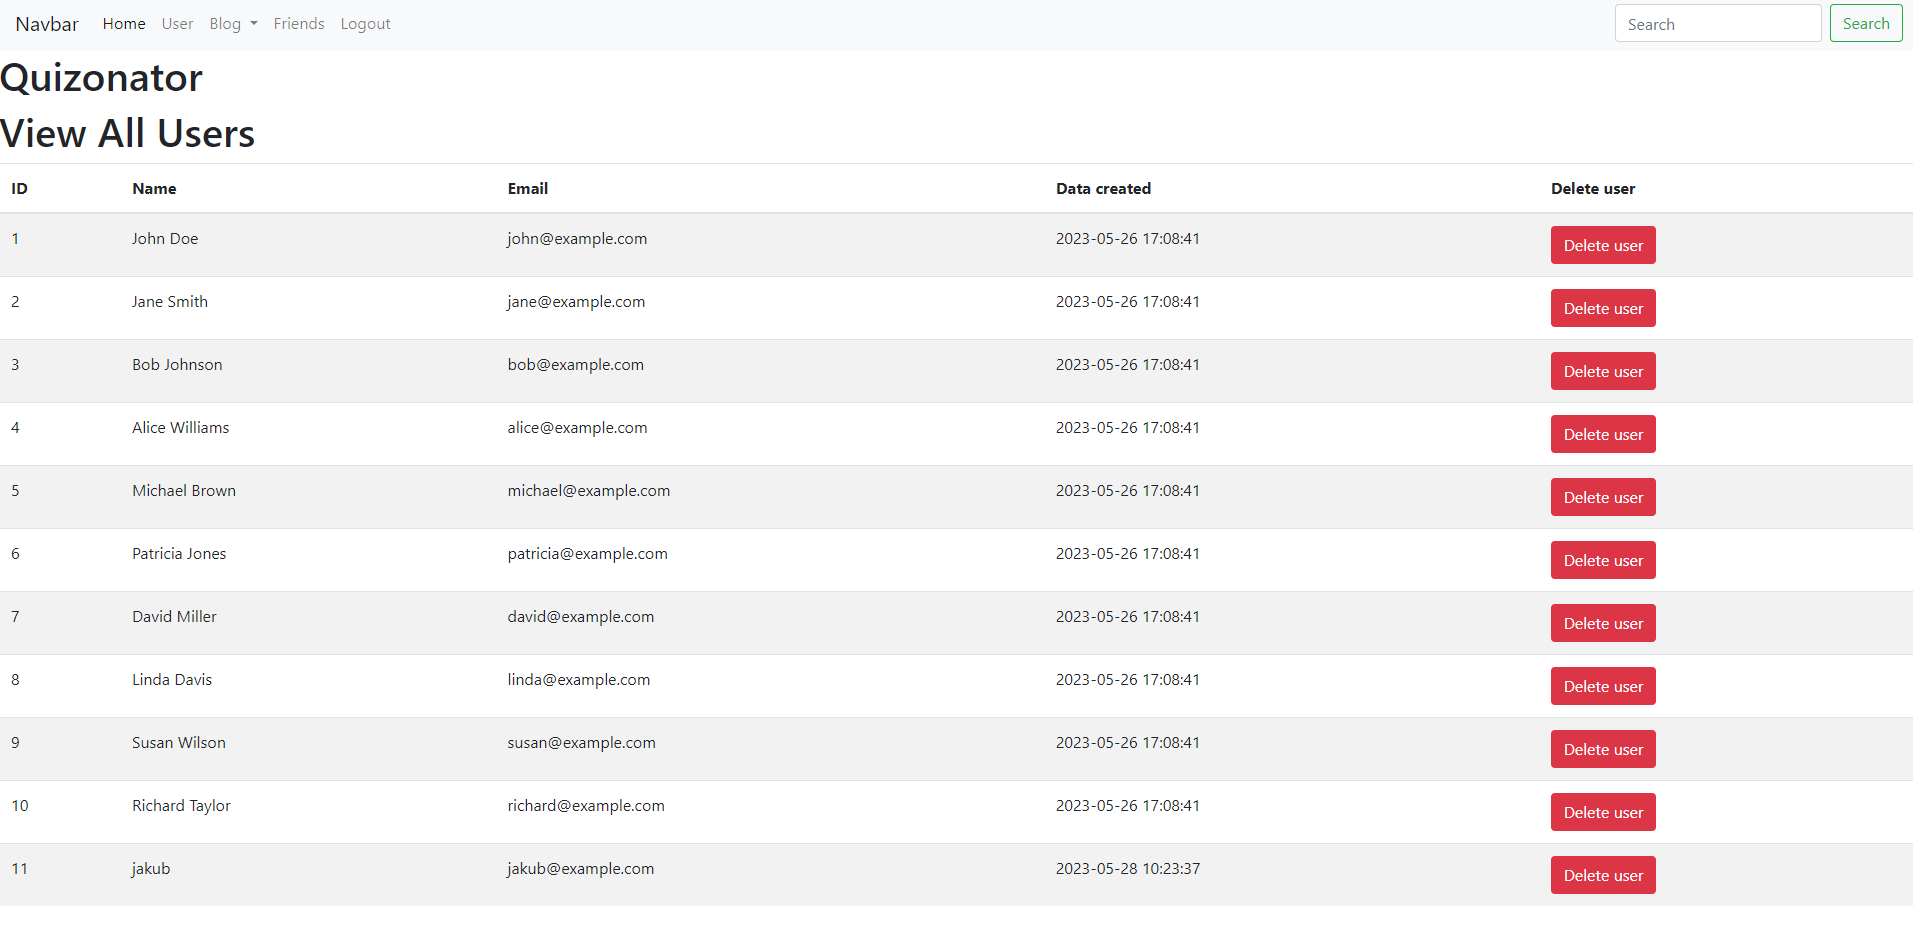 Navbar Home User Blog Friends Logout Search Search
Quizonator
View All Users
ID Name Email Data created Delete user
1 John Doe john@example.com 2023-05-26 17:08:41 Delete user
2 Jane Smith jane@example.com 2023-05-26 17:08:41 Delete user
3 Bob Johnson bob@example.com 2023-05-26 17:08:41 Delete user
4 Alice Williams alice@example.com 2023-05-26 17:08:41 Delete user
5 Michael Brown michael@example.com 2023-05-26 17:08:41 Delete user
6 Patricia Jones patricia@example.com 2023-05-26 17:08:41 Delete user
7 David Miller david@example.com 2023-05-26 17:08:41 Delete user
8 Linda Davis linda@example.com 2023-05-26 17:08:41 Delete user
9 Susan Wilson susan@example.com 2023-05-26 17:08:41 Delete user
10 Richard Taylor richard@example.com 2023-05-26 17:08:41 Delete user
11 jakub jakub@example.com 2023-05-28 10:23:37 Delete user